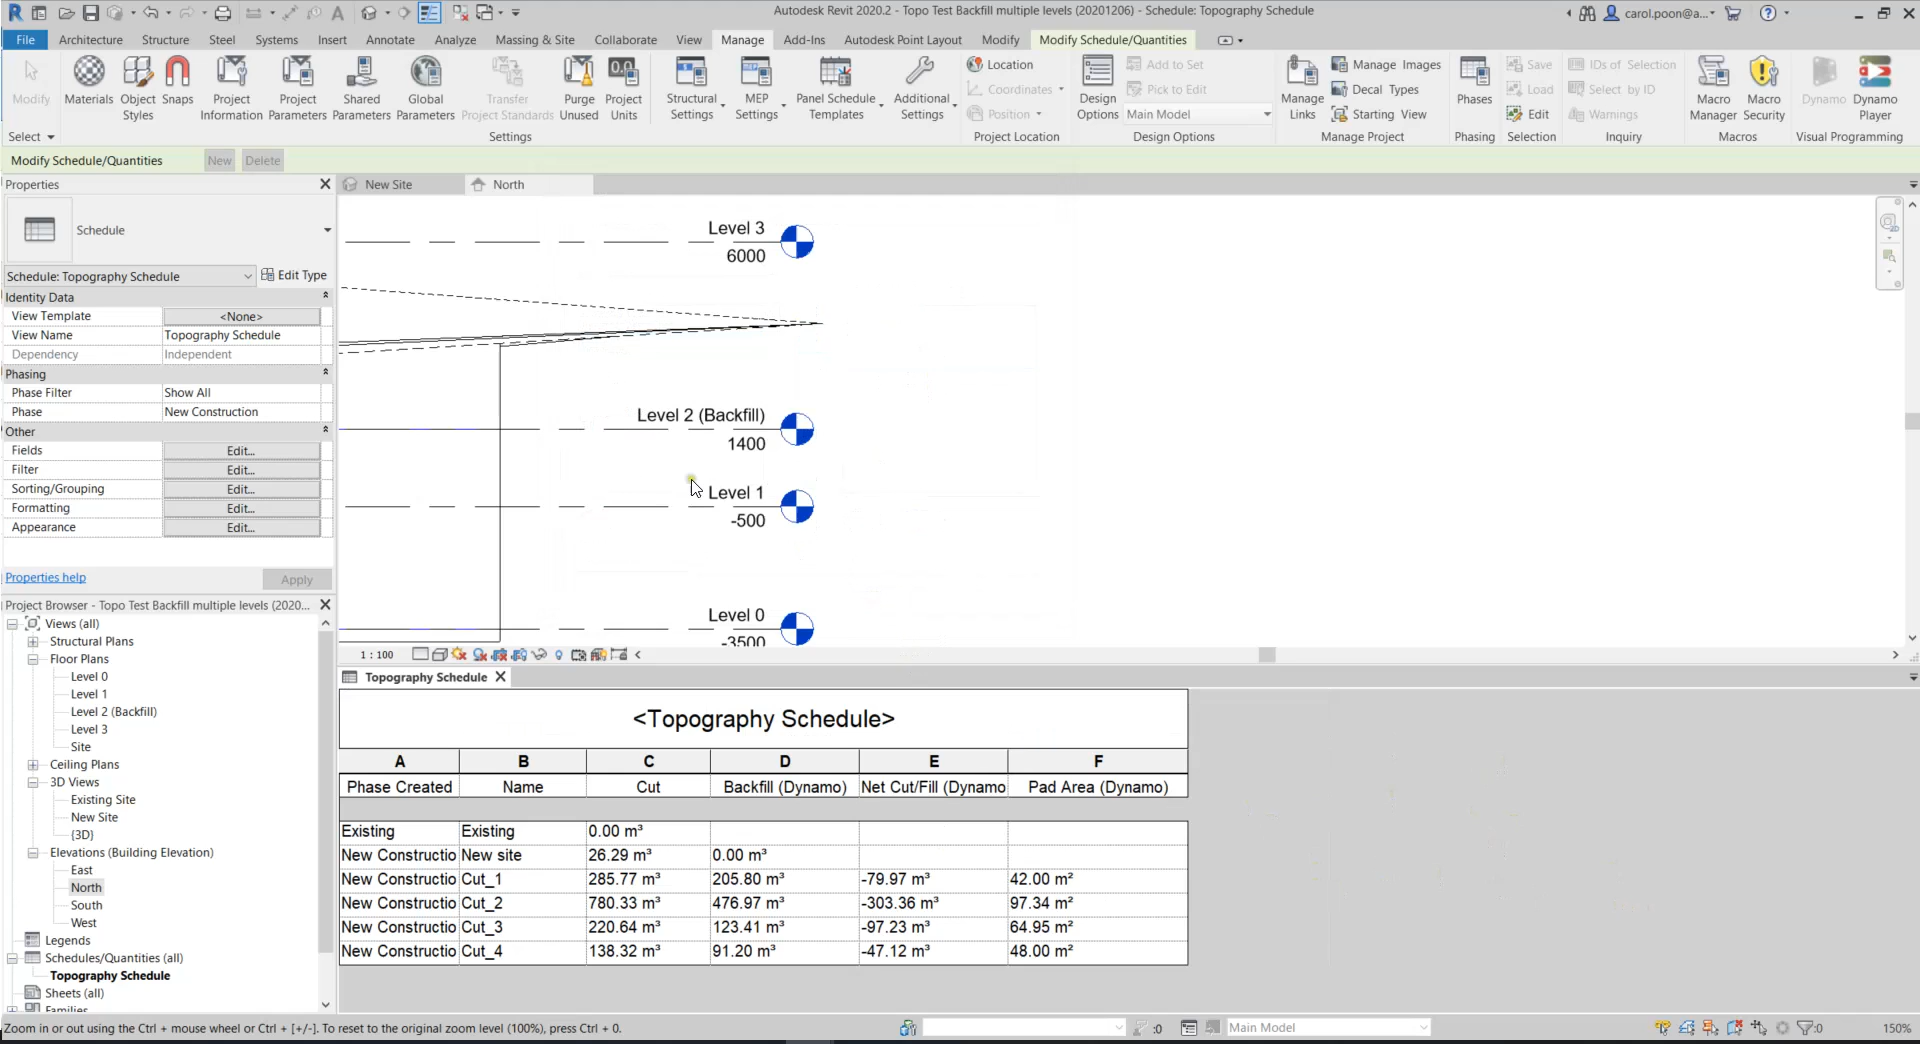 Autodesk Revit 2020.2 - Topo Test Backfill multiple levels (20201206) - Schedule: Topography Schedule
carol.poon@a...
File Architecture Structure Steel Systems Insert Annotate Analyze Massing & Site Collaborate View Manage Add-Ins Autodesk Point Layout Modify Modify Schedule/Quantities
Modify
Materials
Object Styles
Snaps
Project Information
Project Parameters
Shared Parameters
Global Parameters
Transfer Project Standards
Purge Unused
Project Units
Structural Settings
MEP Settings
Panel Schedule Templates
Additional Settings
Location
Coordinates
Position
Design Options
Add to Set
Pick to Edit
Main Model
Manage Links
Manage Images
Decal Types
Starting View
Phases
Save
Load
Edit
IDs of Selection
Select by ID
Warnings
Macro Manager
Macro Security
Dynamo
Dynamo Player
Select Settings Project Location Design Options Manage Project Phasing Selection Inquiry Macros Visual Programming
Modify Schedule/Quantities New Delete
Properties
Schedule
Schedule: Topography Schedule Edit Type
Identity Data
View Template <None>
View Name Topography Schedule
Dependency Independent
Phasing
Phase Filter Show All
Phase New Construction
Other
Fields Edit...
Filter Edit...
Sorting/Grouping Edit...
Formatting Edit...
Appearance Edit...
Properties help Apply
Project Browser - Topo Test Backfill multiple levels (2020...
Views (all)
Structural Plans
Floor Plans
Level 0
Level 1
Level 2 (Backfill)
Level 3
Site
Ceiling Plans
3D Views
Existing Site
New Site
{3D}
Elevations (Building Elevation)
East
North
South
West
Legends
Schedules/Quantities (all)
Topography Schedule
Sheets (all)
Families
New Site North
Level 3
6000
Level 2 (Backfill)
1400
Level 1
-500
Level 0
-3500
1 : 100
Topography Schedule
<Topography Schedule>
A B C D E F
Phase Created Name Cut Backfill (Dynamo) Net Cut/Fill (Dynamo Pad Area (Dynamo)
Existing Existing 0.00 m³
New Constructio New site 26.29 m³ 0.00 m³
New Constructio Cut_1 285.77 m³ 205.80 m³ -79.97 m³ 42.00 m²
New Constructio Cut_2 780.33 m³ 476.97 m³ -303.36 m³ 97.34 m²
New Constructio Cut_3 220.64 m³ 123.41 m³ -97.23 m³ 64.95 m²
New Constructio Cut_4 138.32 m³ 91.20 m³ -47.12 m³ 48.00 m²
Zoom in or out using the Ctrl + mouse wheel or Ctrl + [+/-]. To reset to the original zoom level (100%), press Ctrl + 0. :0 Main Model :0 150%